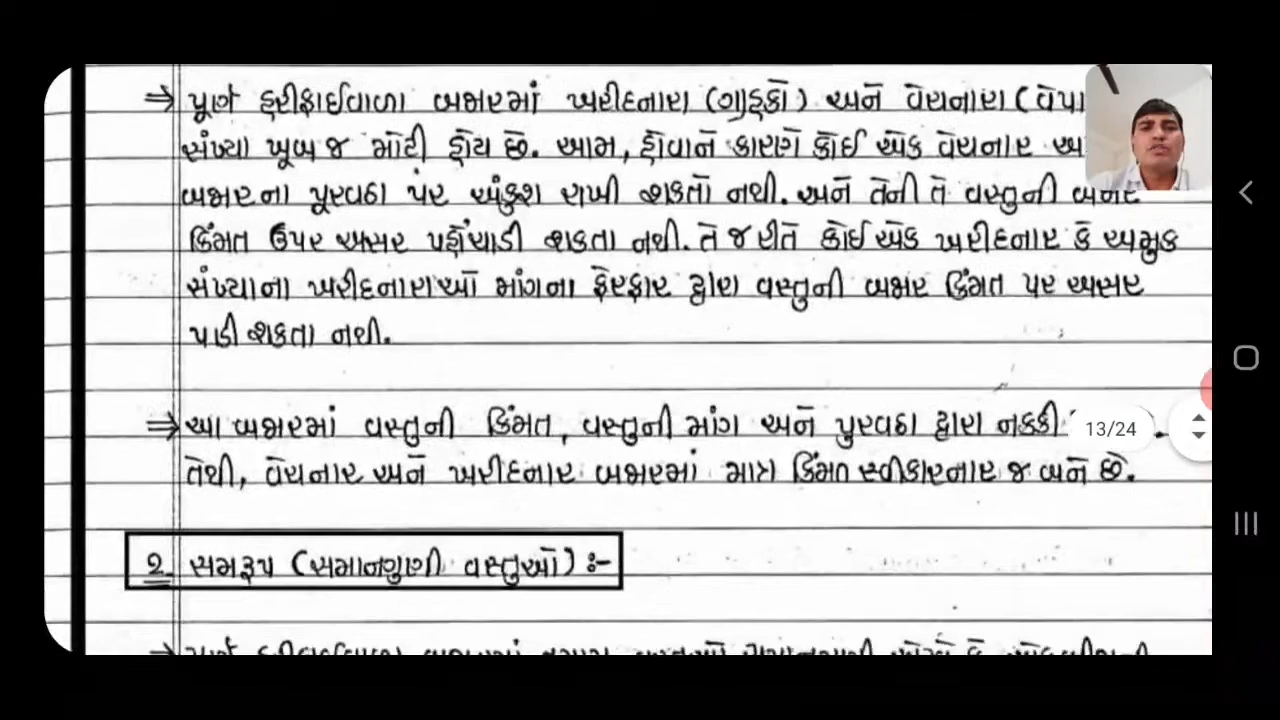 ⇒ પૂર્ણ હરીફાઈવાળા બજારમાં ખરીદનારા (ગ્રાહકો) અને વેચનારા (વેપા
સંખ્યા ખૂબ જ મોટી હોય છે. આમ, હોવાને કારણે કોઈ એક વેચનાર અ
બજારના પૂરવઠા પર અંકુશ રાખી શકતો નથી. અને તેની તે વસ્તુની બજાર
કિંમત ઉપર અસર પહોંચાડી શકતા નથી. તે જ રીતે કોઈ એક ખરીદનાર કે અમુક
સંખ્યાના ખરીદનારાઓ માંગના ફેરફાર દ્વારા વસ્તુની બજાર કિંમત પર અસર
પાડી શકતા નથી.
⇒ આ બજારમાં વસ્તુની કિંમત, વસ્તુની માંગ અને પુરવઠા દ્વારા નક્કી
13/24
તેથી, વેચનાર અને ખરીદનાર બજારમાં માત્ર કિંમત સ્વીકારનાર જ બને છે.
2. સમરૂપ (સમાનગુણી વસ્તુઓ) :-